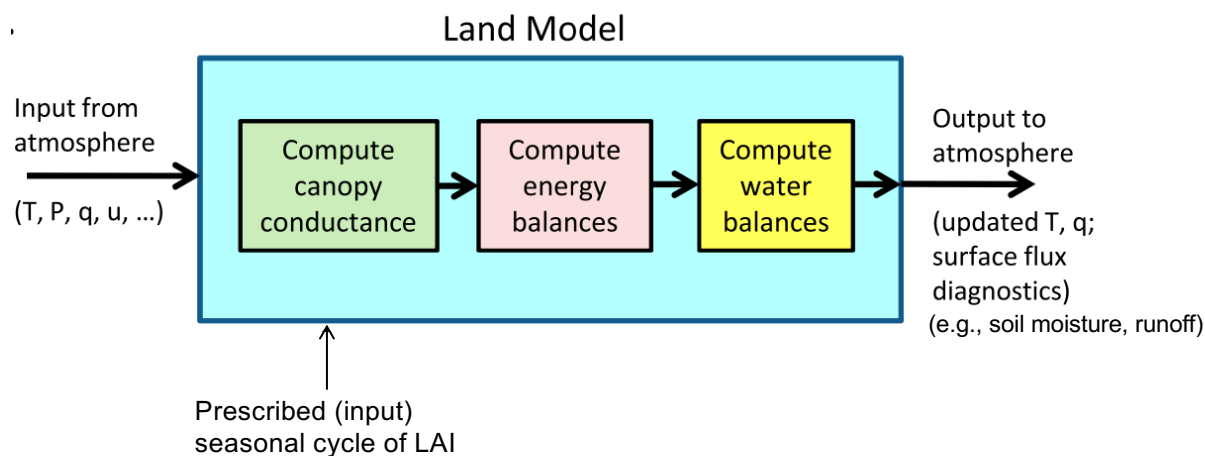 Land Model
Input from
atmosphere
(T, P, q, u, ...)
Compute
canopy
conductance
Compute
energy
balances
Compute
water
balances
Output to
atmosphere
(updated T, q;
surface flux
diagnostics)
(e.g., soil moisture, runoff)
Prescribed (input)
seasonal cycle of LAI